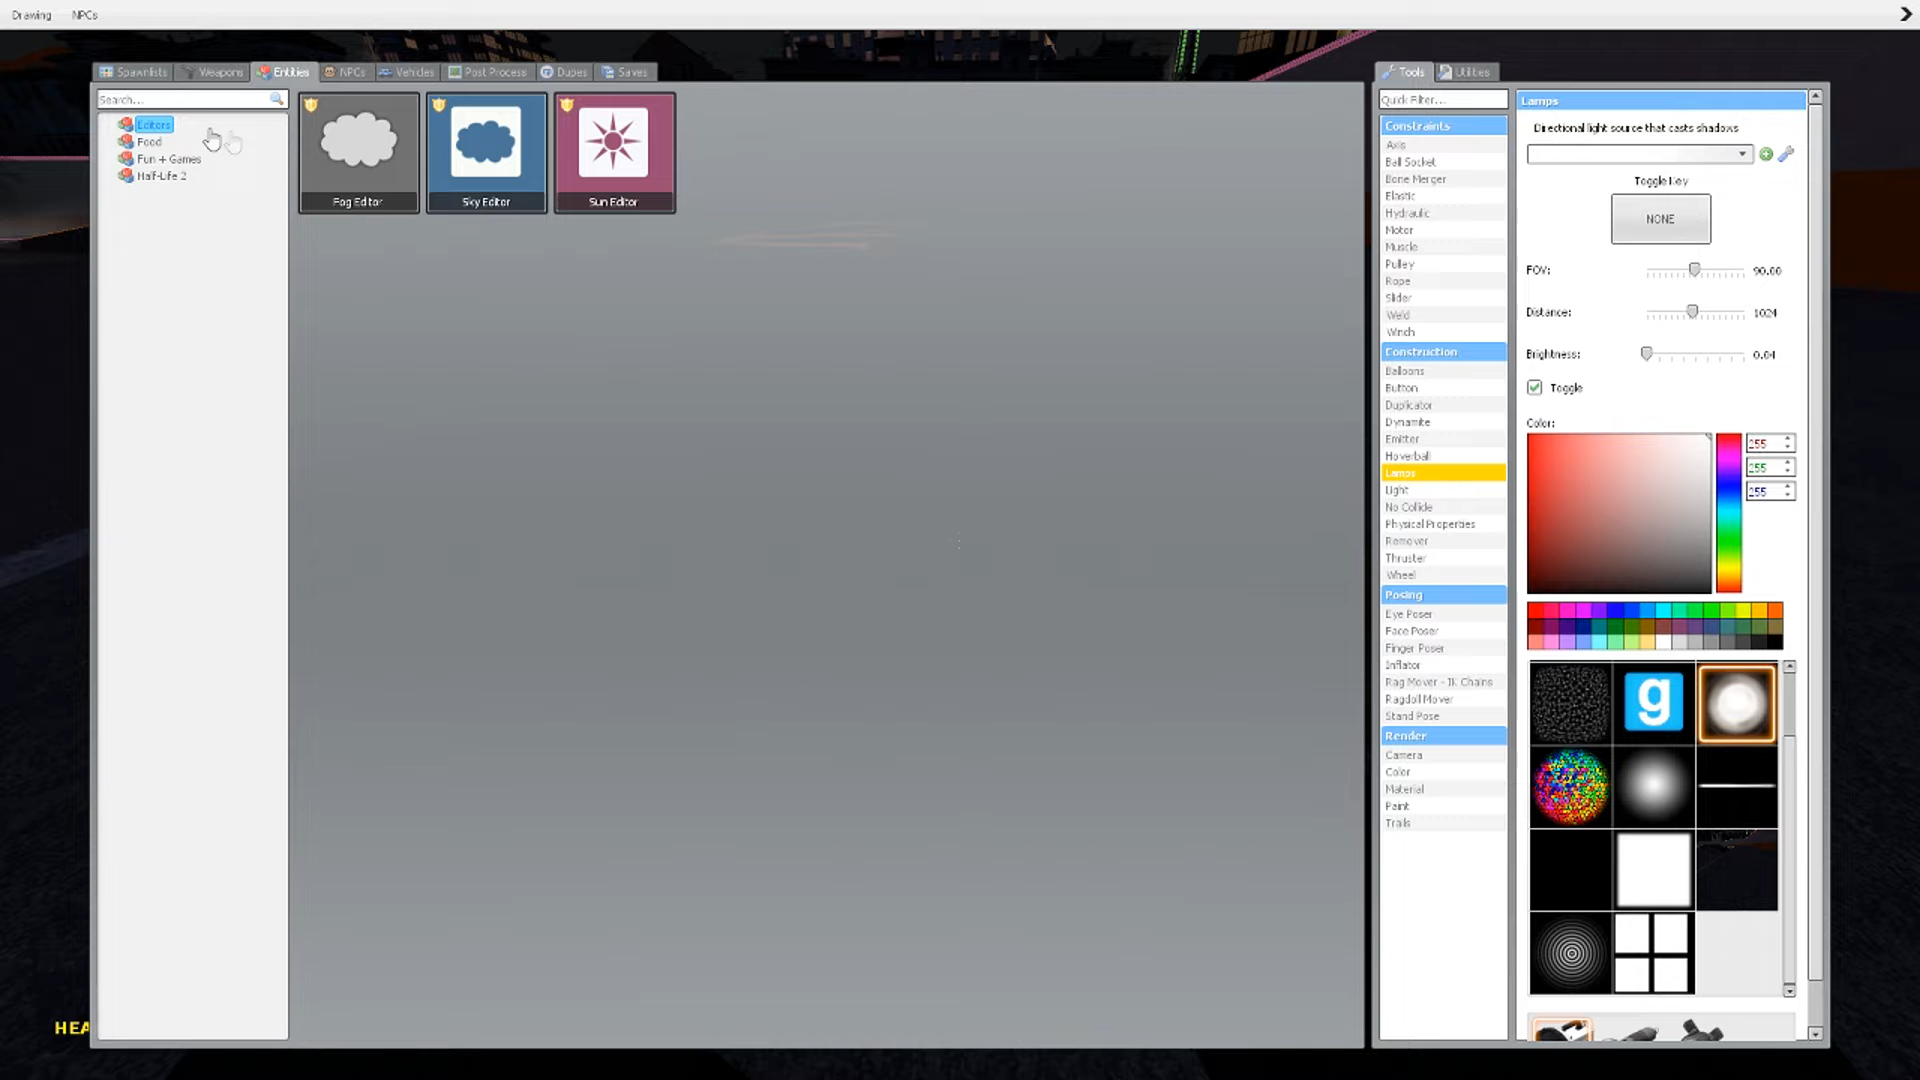 Drawing NPCs
Spawnlists Weapons Entities NPCs Vehicles Post Process Dupes Saves
Search...
Editors
Food
Fun + Games
Half-Life 2
Fog Editor
Sky Editor
Sun Editor
Tools Utilities
Quick Filter...
Constraints
Axis
Ball Socket
Bone Merger
Elastic
Hydraulic
Motor
Muscle
Pulley
Rope
Slider
Weld
Winch
Construction
Balloons
Button
Duplicator
Dynamite
Emitter
Hoverball
Lamps
Light
No Collide
Physical Properties
Remover
Thruster
Wheel
Posing
Eye Poser
Face Poser
Finger Poser
Inflator
Rag Mover - IK Chains
Ragdoll Mover
Stand Pose
Render
Camera
Color
Material
Paint
Trails
Lamps
Directional light source that casts shadows
Toggle Key
NONE
FOV: 90.00
Distance: 1024
Brightness: 0.04
Toggle
Color:
255
255
255
g
HEA